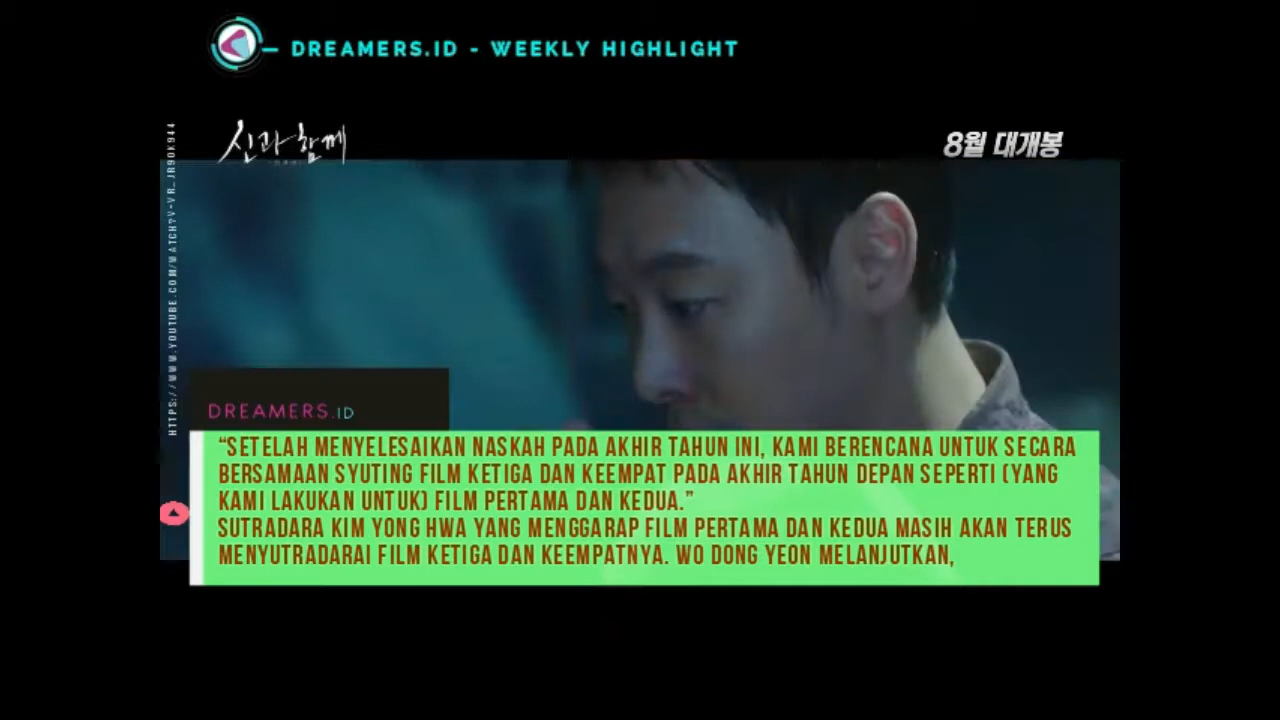 DREAMERS.ID - WEEKLY HIGHLIGHT
신과함께
8월 대개봉
HTTPS://WWW.YOUTUBE.COM/WATCH?V=VR_JR9OK944
DREAMERS.ID
“SETELAH MENYELESAIKAN NASKAH PADA AKHIR TAHUN INI, KAMI BERENCANA UNTUK SECARA
BERSAMAAN SYUTING FILM KETIGA DAN KEEMPAT PADA AKHIR TAHUN DEPAN SEPERTI (YANG
KAMI LAKUKAN UNTUK) FILM PERTAMA DAN KEDUA.”
SUTRADARA KIM YONG HWA YANG MENGGARAP FILM PERTAMA DAN KEDUA MASIH AKAN TERUS
MENYUTRADARAI FILM KETIGA DAN KEEMPATNYA. WO DONG YEON MELANJUTKAN,